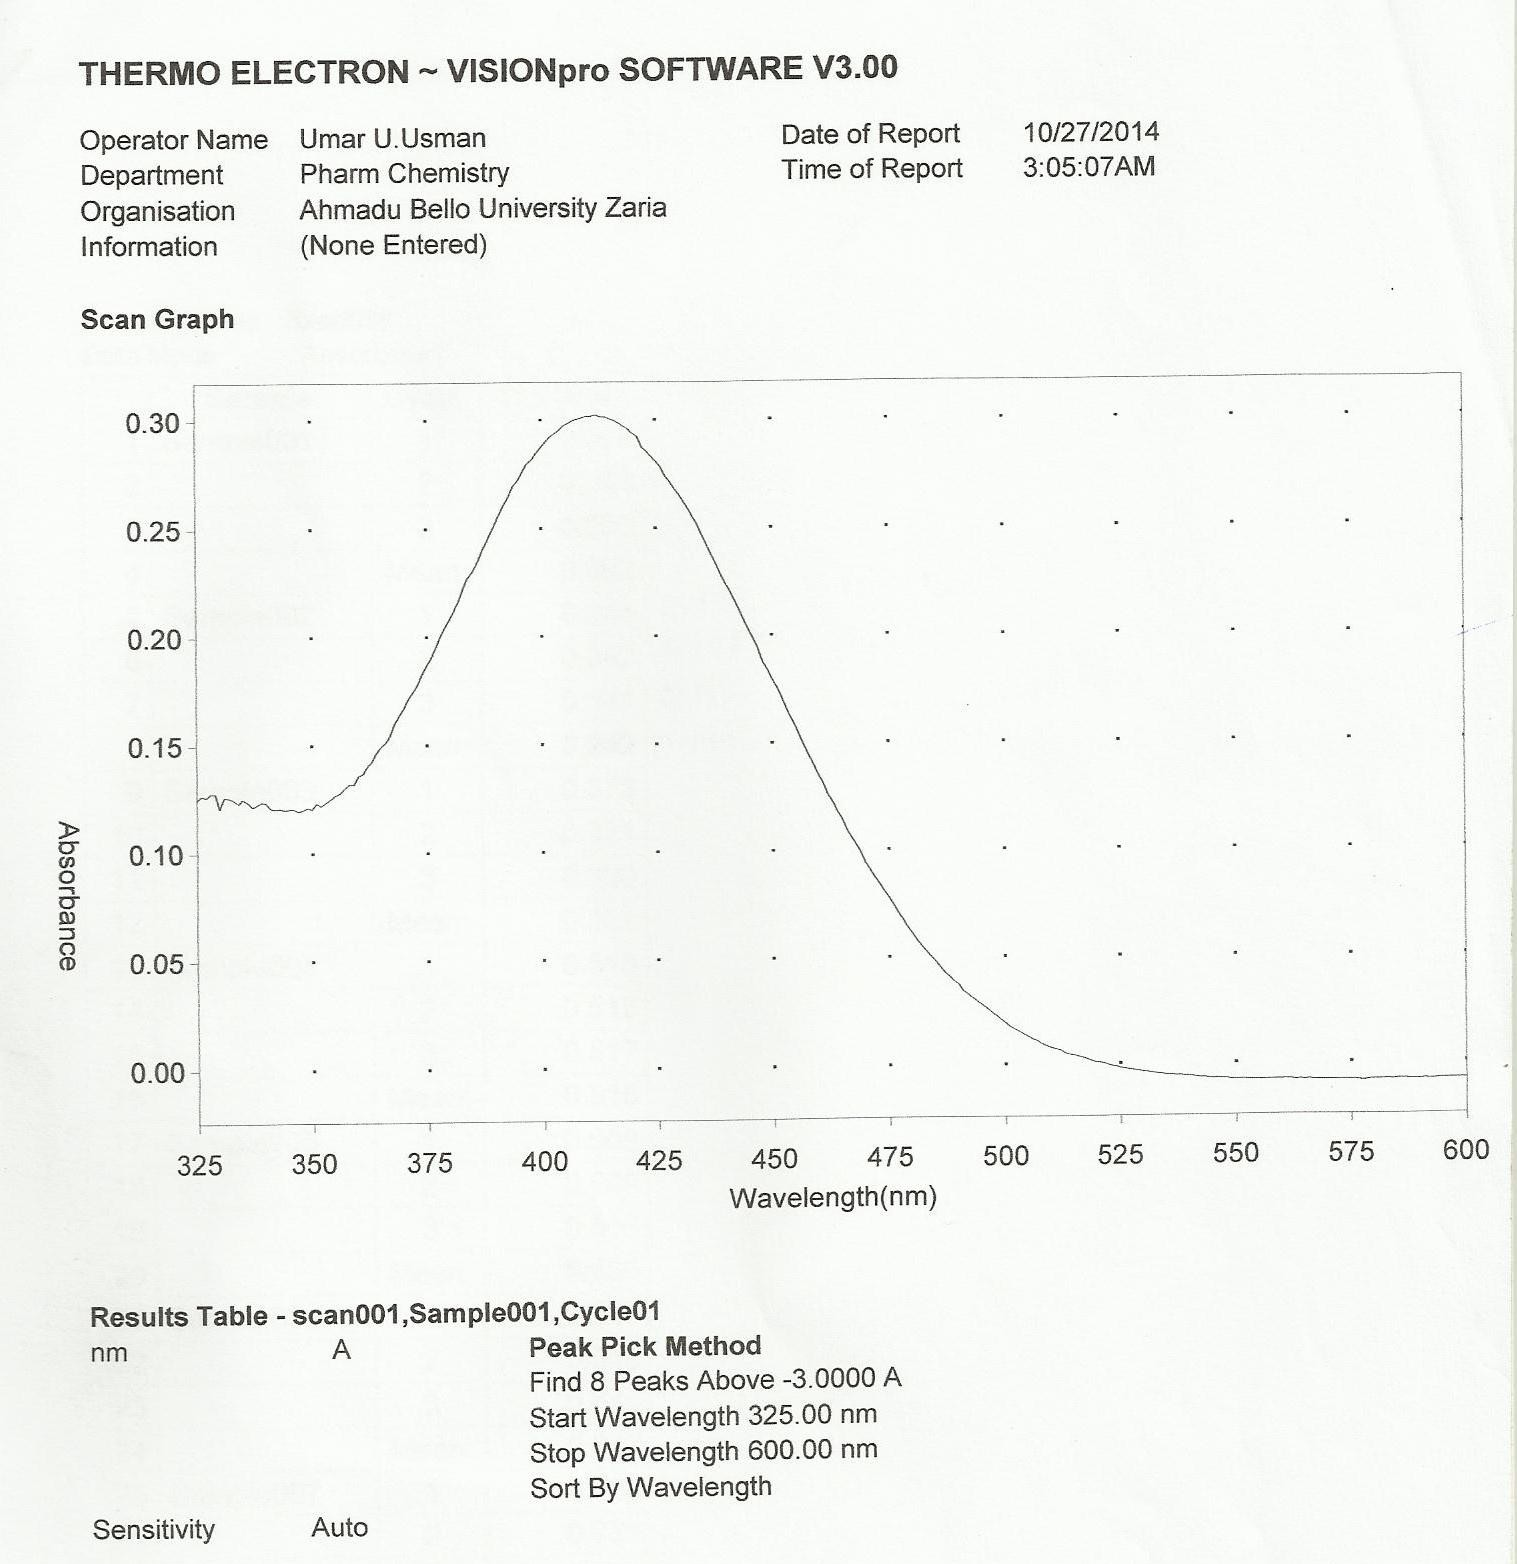 THERMO ELECTRON ~ VISIONpro SOFTWARE V3.00
Operator Name Umar U.Usman Date of Report 10/27/2014
Department Pharm Chemistry Time of Report 3:05:07AM
Organisation Ahmadu Bello University Zaria
Information (None Entered)
Scan Graph
0.30
0.25
0.20
0.15
0.10
0.05
0.00
Absorbance
325 350 375 400 425 450 475 500 525 550 575 600
Wavelength(nm)
Results Table - scan001,Sample001,Cycle01
nm A Peak Pick Method
Find 8 Peaks Above -3.0000 A
Start Wavelength 325.00 nm
Stop Wavelength 600.00 nm
Sort By Wavelength
Sensitivity Auto